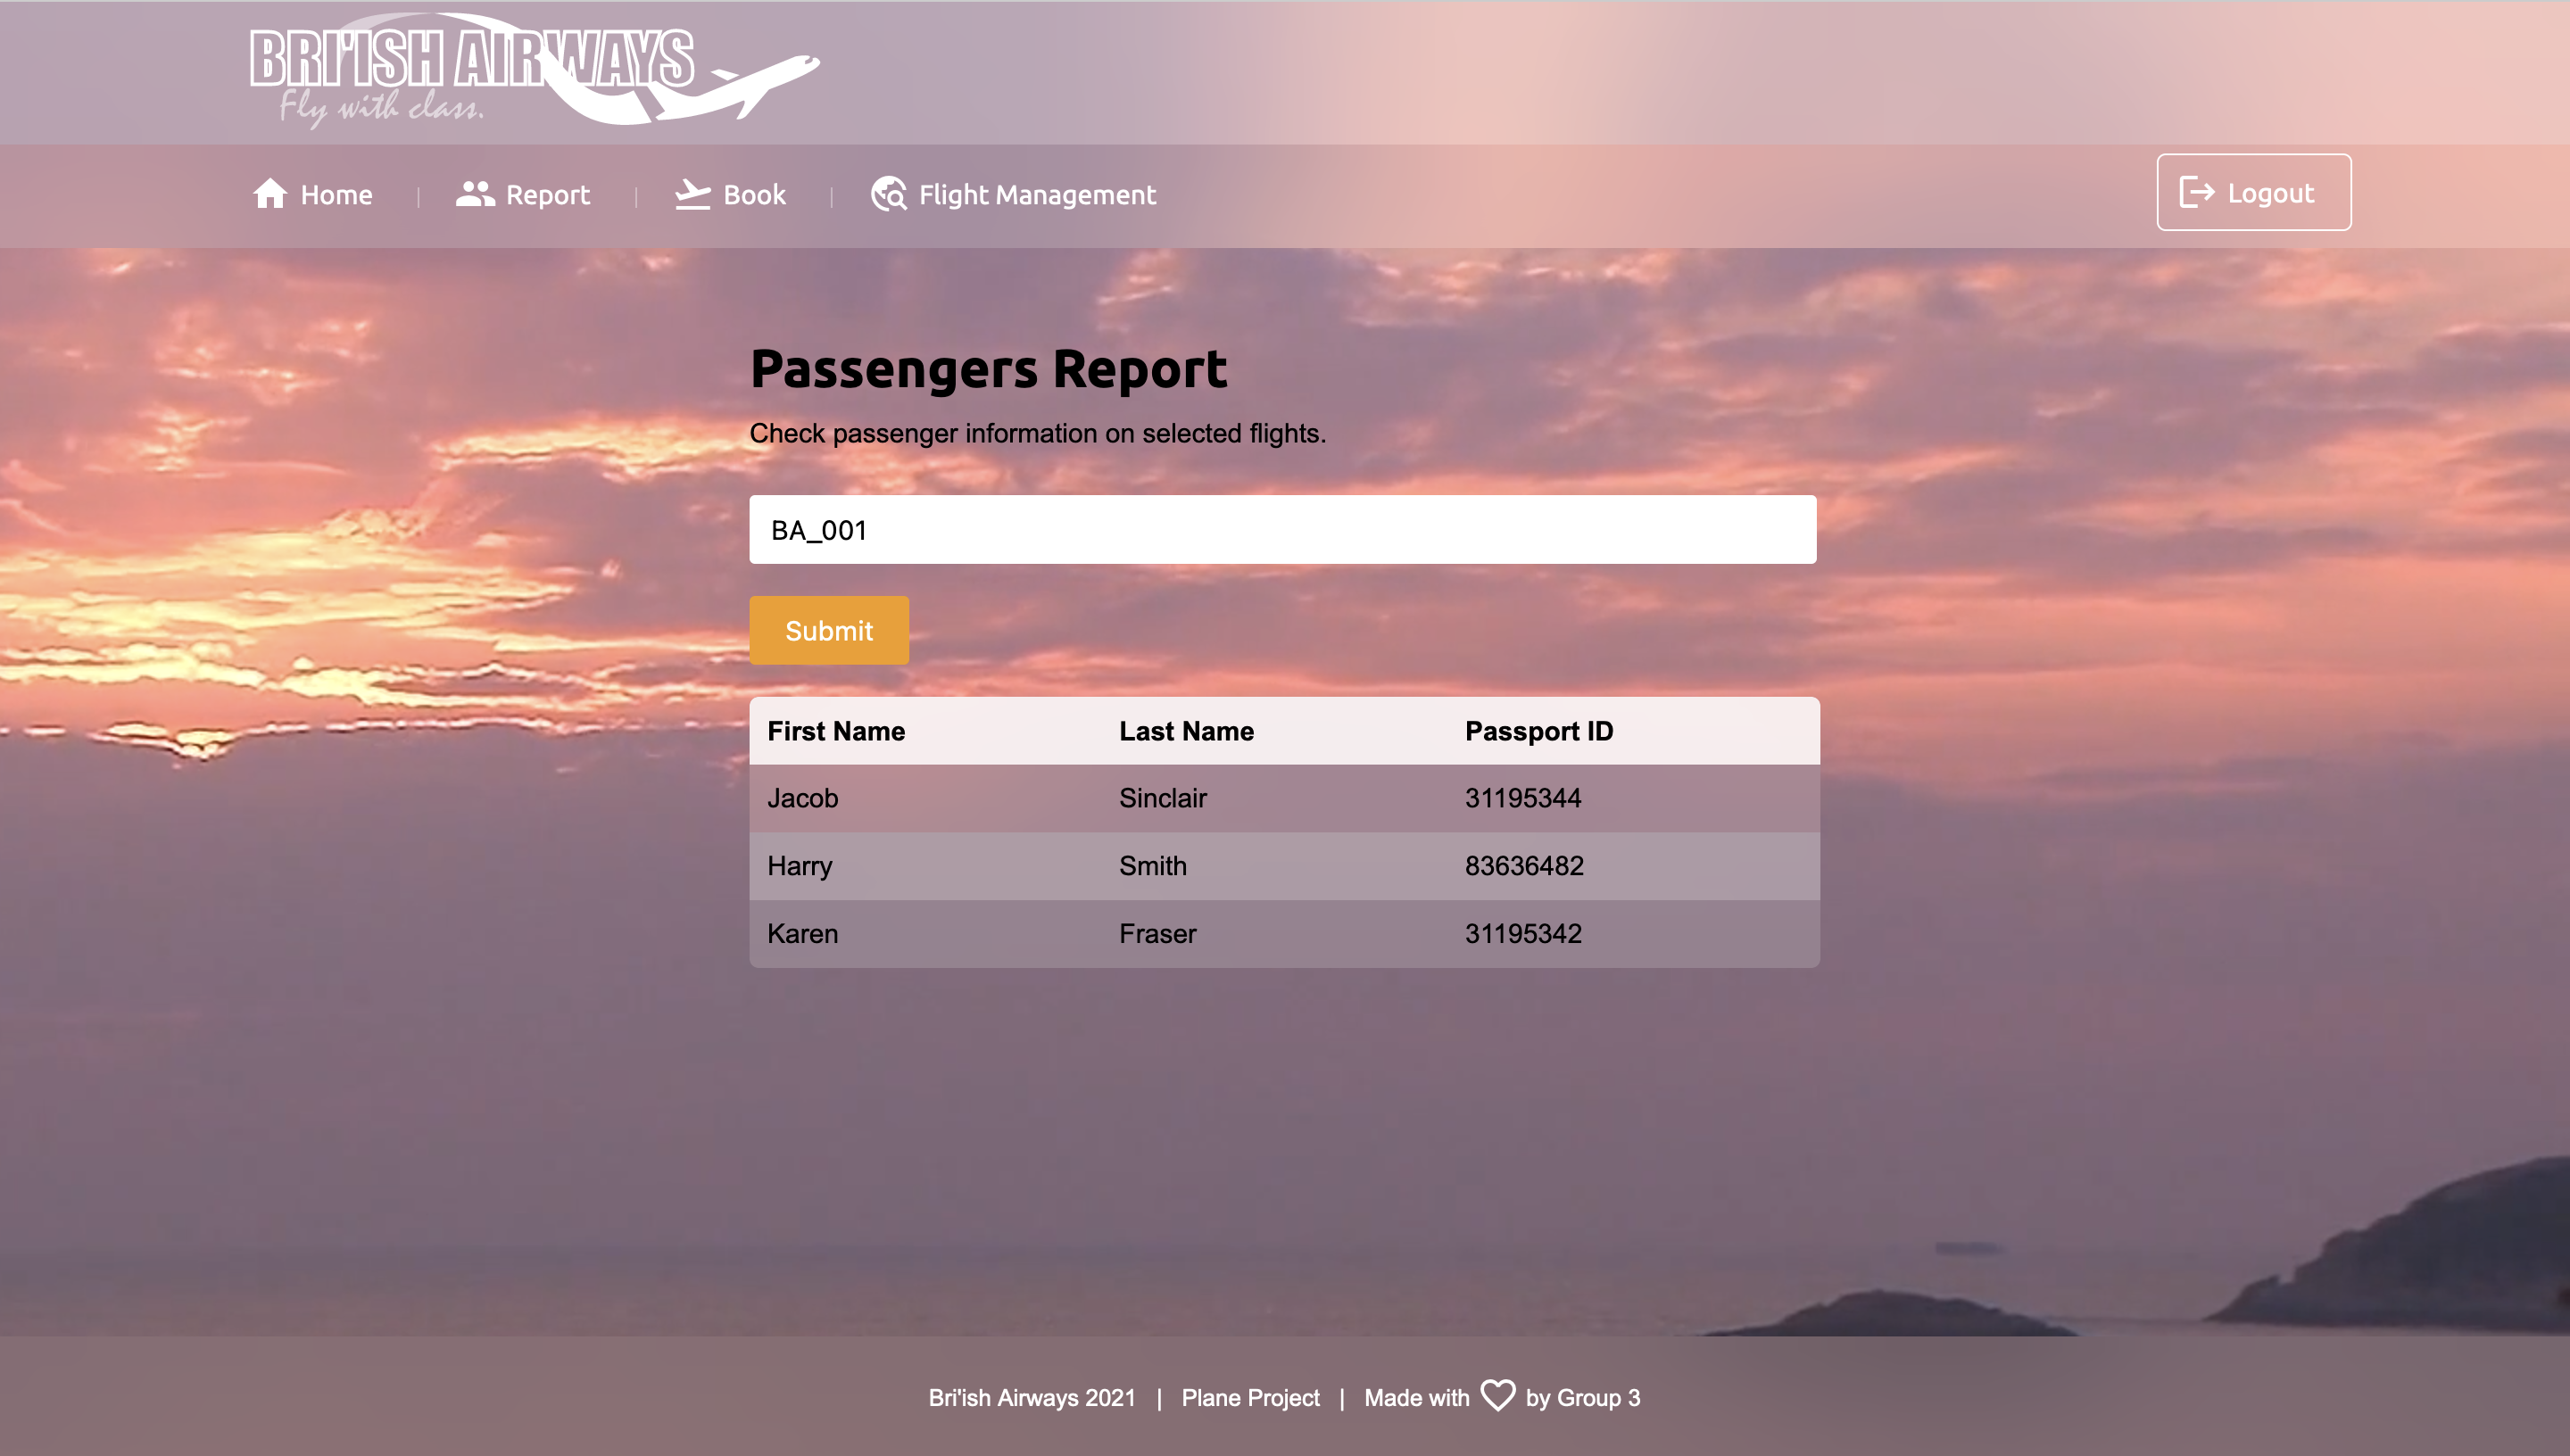 BRI'ISH AIRWAYS
Fly with class.
Home | Report | Book | Flight Management
Logout
Passengers Report
Check passenger information on selected flights.
BA_001
Submit
First Name Last Name Passport ID
Jacob Sinclair 31195344
Harry Smith 83636482
Karen Fraser 31195342
Bri'ish Airways 2021 | Plane Project | Made with by Group 3